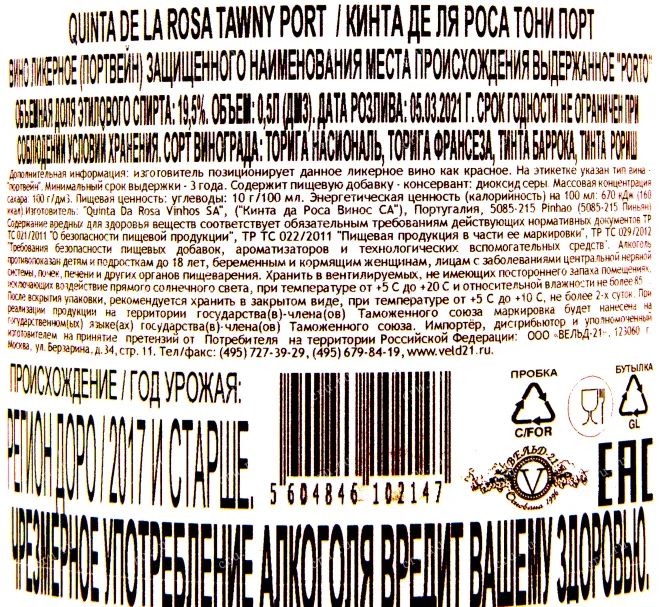 QUINTA DE LA ROSA TAWNY PORT / КИНТА ДЕ ЛЯ РОСА ТОНИ ПОРТ
ВИНО ЛИКЕРНОЕ (ПОРТВЕЙН) ЗАЩИЩЕННОГО НАИМЕНОВАНИЯ МЕСТА ПРОИСХОЖДЕНИЯ ВЫДЕРЖАННОЕ "PORTO"
ОБЪЕМНАЯ ДОЛЯ ЭТИЛОВОГО СПИРТА: 19,5%. ОБЪЕМ: 0,5Л (ДМ3). ДАТА РОЗЛИВА: 05.03.2021 Г. СРОК ГОДНОСТИ НЕ ОГРАНИЧЕН ПРИ
СОБЛЮДЕНИИ УСЛОВИИ ХРАНЕНИЯ. СОРТ ВИНОГРАДА: ТОРИГА НАСИОНАЛЬ, ТОРИГА ФРАНСЕЗА, ТИНТА БАРРОКА, ТИНТА РОРИШ
Дополнительная информация: изготовитель позиционирует данное ликерное вино как красное. На этикетке указан тип вина -
"портвейн". Минимальный срок выдержки - 3 года. Содержит пищевую добавку - консервант: диоксид серы. Массовая концентрация
сахара: 100 г/дм3. Пищевая ценность: углеводы: 10 г/100 мл. Энергетическая ценность (калорийность) на 100 мл: 670 кДж (160
ккал).Изготовитель: "Quinta Da Rosa Vinhos SA", ("Кинта да Роса Винос СА"), Португалия, 5085-215 Pinhao (5085-215 Пиньян)
Содержание вредных для здоровья веществ соответствует обязательным требованиям действующих нормативных документов ТР
ТС 021/2011 "О безопасности пищевой продукции", ТР ТС 022/2011 "Пищевая продукция в части ее маркировки", ТР ТС 029/2012
"Требования безопасности пищевых добавок, ароматизаторов и технологических вспомогательных средств". Алкоголь
противопоказан детям и подросткам до 18 лет, беременным и кормящим женщинам, лицам с заболеваниями центральной нервной
системы, почек, печени и других органов пищеварения. Хранить в вентилируемых, не имеющих постороннего запаха помещениях,
исключающих воздействие прямого солнечного света, при температуре от +5 С до +20 С и относительной влажности не более 85
После вскрытия упаковки, рекомендуется хранить в закрытом виде, при температуре от +5 С до +10 С, не более 2-х суток. При
реализации продукции на территории государства(в)-члена(ов) Таможенного союза маркировка будет нанесена на
государственном(ых) языке(ах) государства(в)-члена(ов) Таможенного союза. Импортёр, дистрибьютор и уполномоченный
изготовителем на принятие претензий от Потребителя на территории Российской Федерации: ООО «ВЕЛЬД-21», 123060 г.
Москва, ул. Берзарина, д. 34, стр. 11. Тел/факс: (495) 727-39-29, (495) 679-84-19, www.veld21.ru.
ПРОИСХОЖДЕНИЕ / ГОД УРОЖАЯ:
РЕГИОН ДОРО / 2017 И СТАРШЕ.
5 604846 102147
ПРОБКА
C/FOR
БУТЫЛКА
GL
ВЕЛЬД-21
V
Основана 1996
ЕАС
ЧРЕЗМЕРНОЕ УПОТРЕБЛЕНИЕ АЛКОГОЛЯ ВРЕДИТ ВАШЕМУ ЗДОРОВЬЮ.